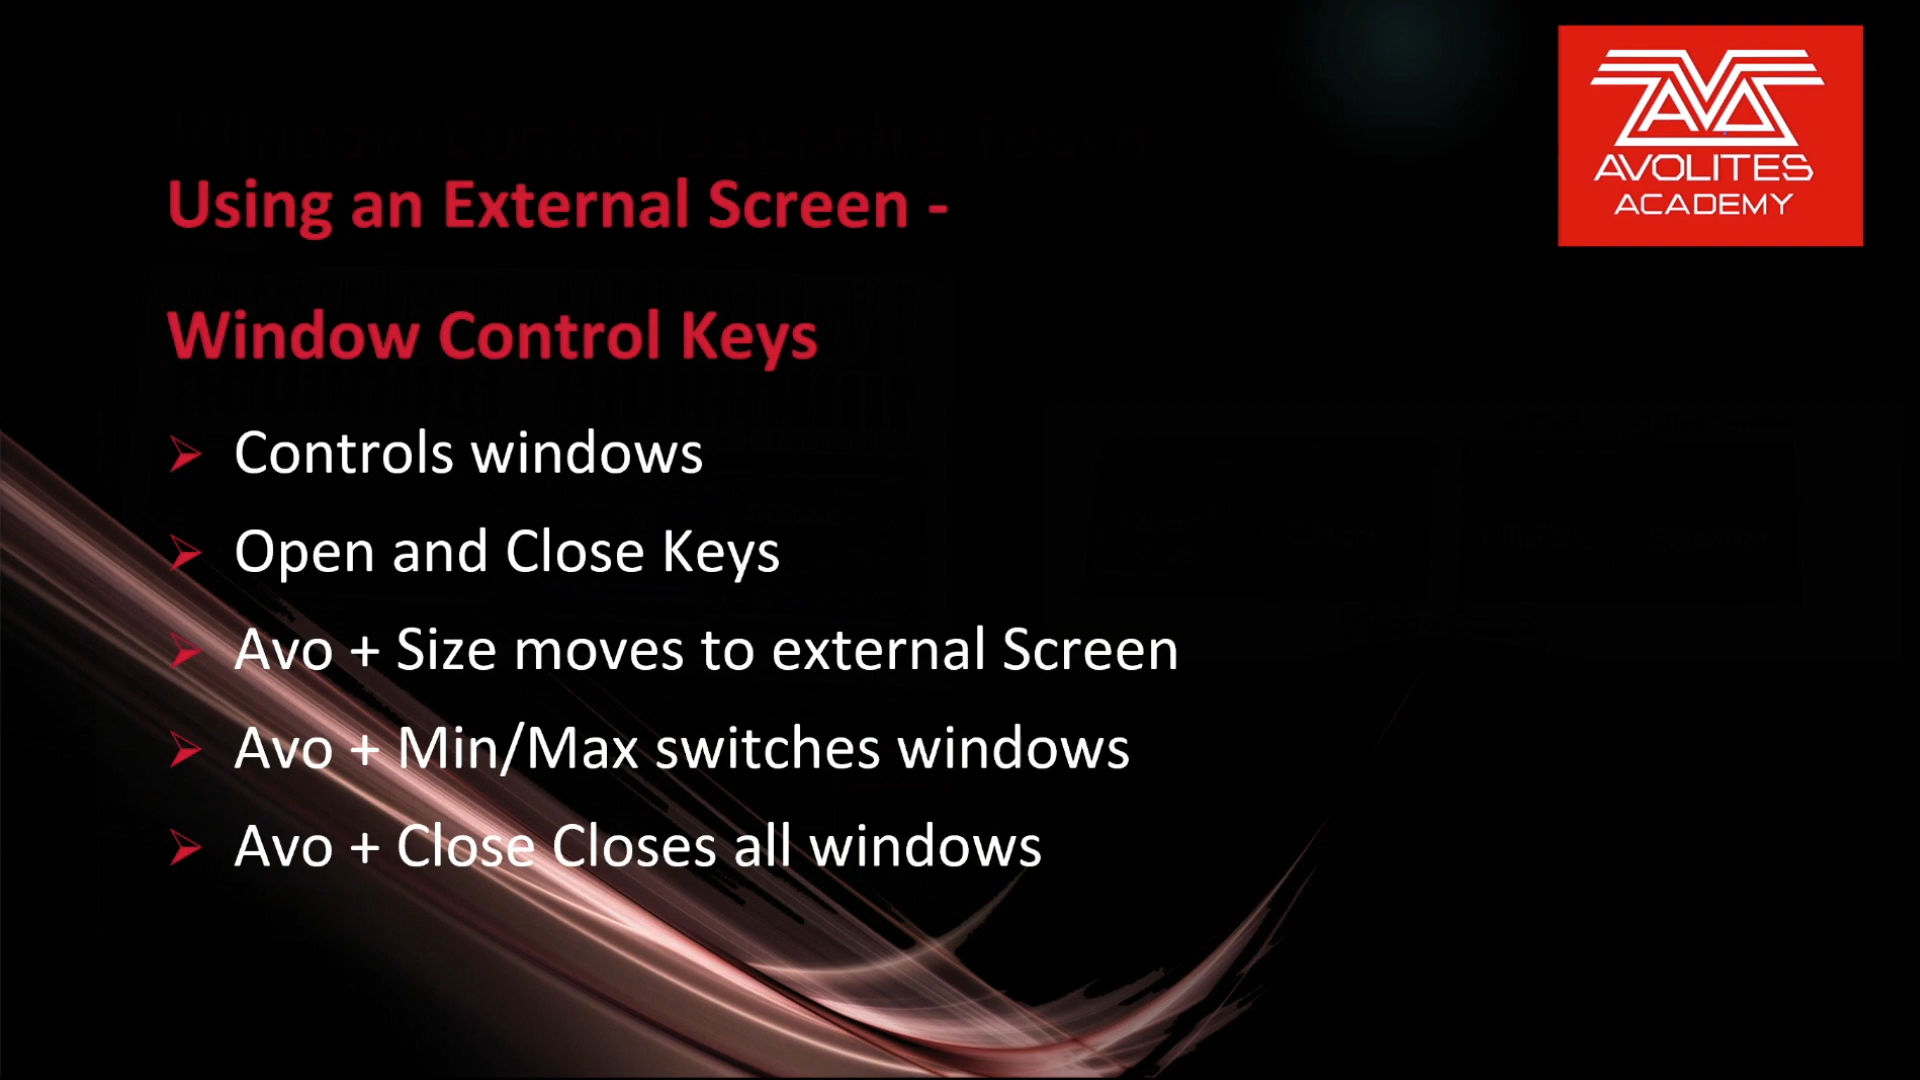 AVOLITES
ACADEMY
Using an External Screen -
Window Control Keys
Controls windows
Open and Close Keys
Avo + Size moves to external Screen
Avo + Min/Max switches windows
Avo + Close Closes all windows